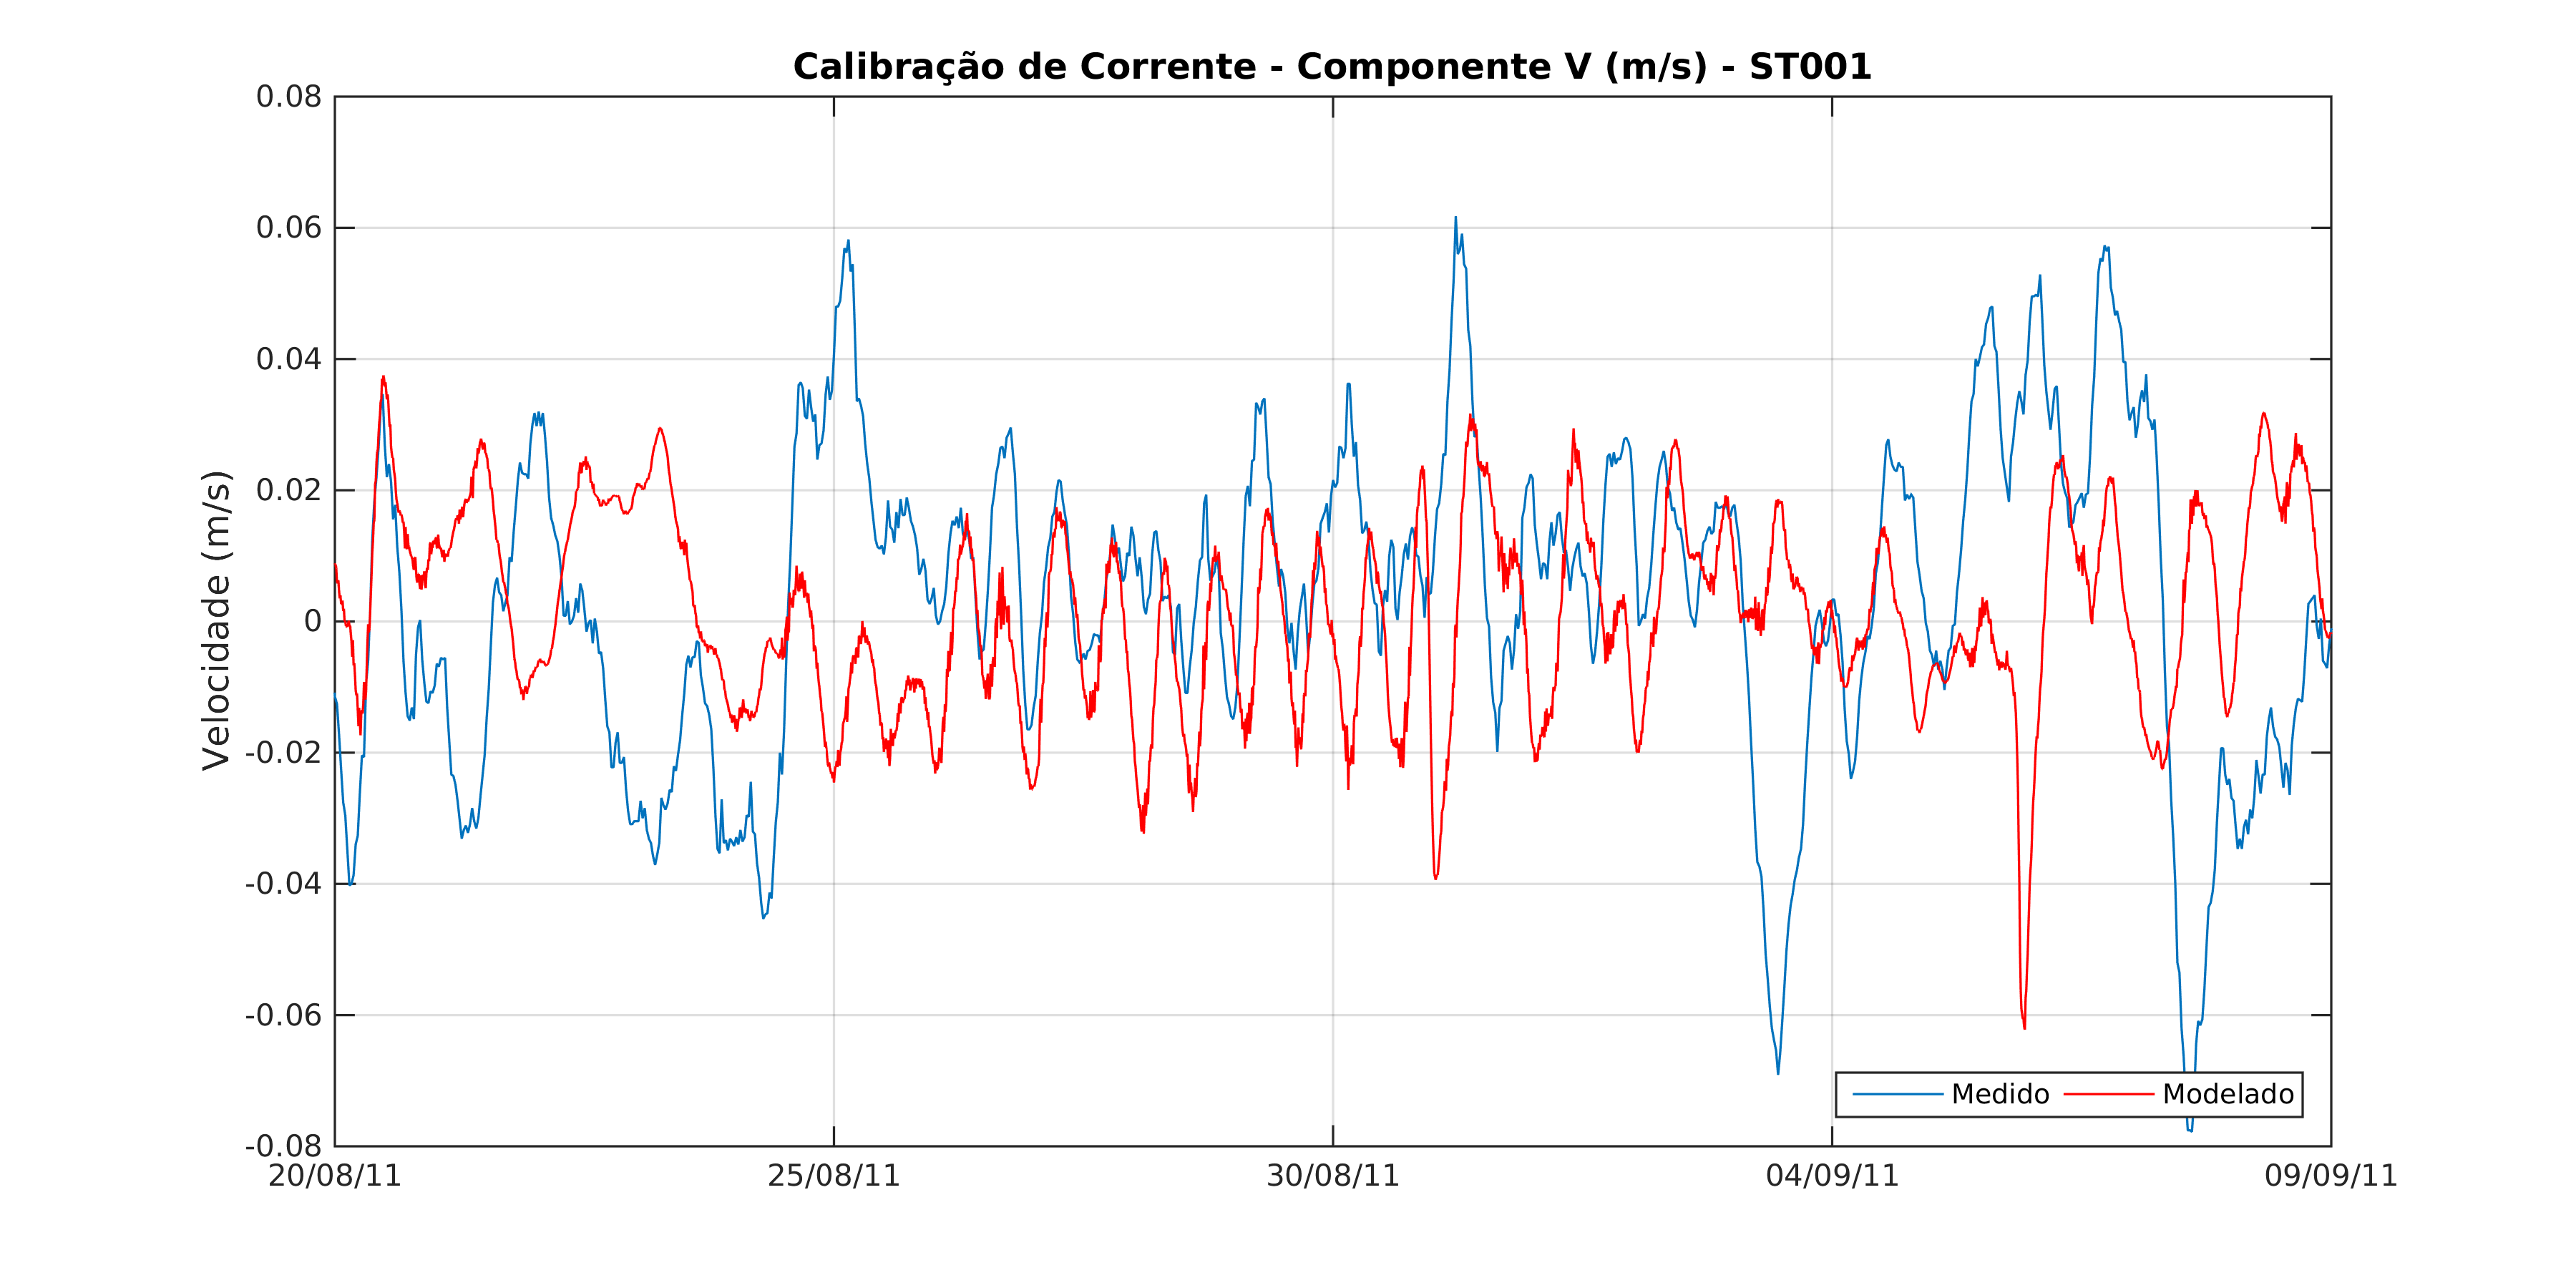 Calibração de Corrente - Componente V (m/s) - ST001
Velocidade (m/s)
0.08
0.06
0.04
0.02
0
-0.02
-0.04
-0.06
-0.08
20/08/11 25/08/11 30/08/11 04/09/11 09/09/11
Medido Modelado